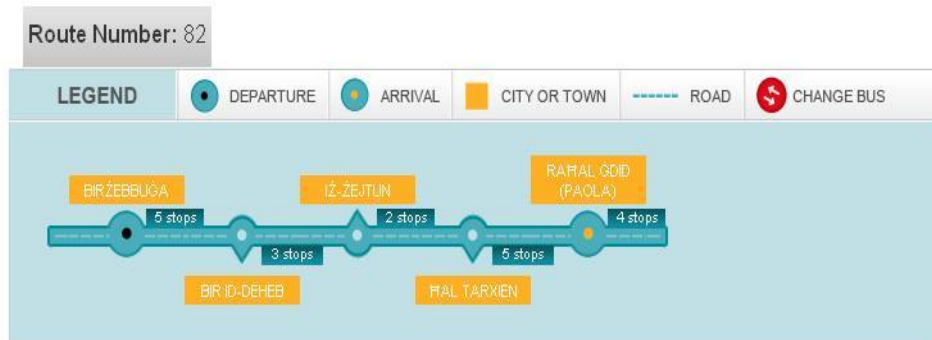 Route Number: 82
LEGEND DEPARTURE ARRIVAL CITY OR TOWN ROAD CHANGE BUS
BIRŻEBBUĠA IŻ-ŻEJTUN RAĦAL ĠDID
(PAOLA)
5 stops 2 stops 4 stops
3 stops 5 stops
BIR ID-DEHEB ĦAL TARXIEN